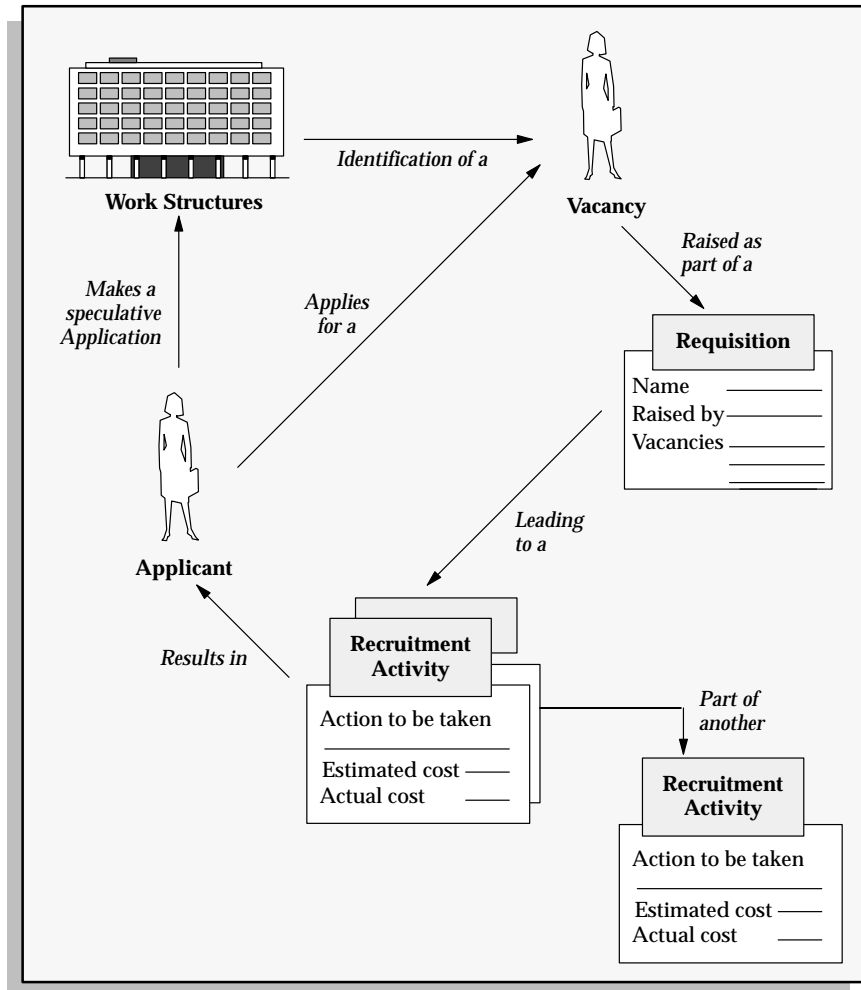 Identification of a
Work Structures
Vacancy
Raised as
part of a
Makes a
speculative
Application
Applies
for a
Requisition
Name
Raised by
Vacancies
Leading
to a
Applicant
Results in
Recruitment
Activity
Action to be taken
Estimated cost
Actual cost
Part of
another
Recruitment
Activity
Action to be taken
Estimated cost
Actual cost